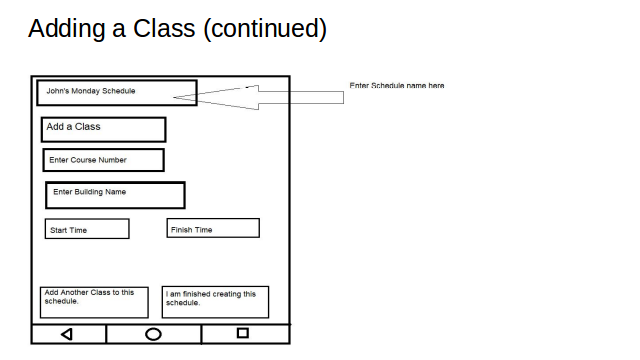 Adding a Class (continued)
John's Monday Schedule
Enter Schedule name here
Add a Class
Enter Course Number
Enter Building Name
Start Time
Finish Time
Add Another Class to this
schedule.
I am finished creating this
schedule.